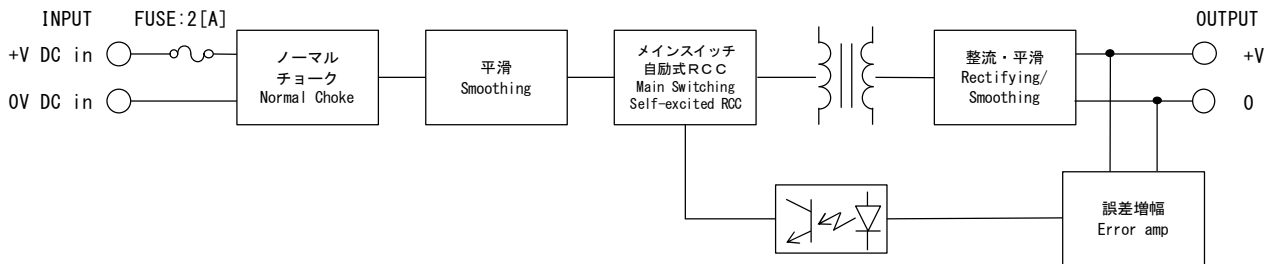 INPUT
FUSE:2[A]
OUTPUT
+V DC in
0V DC in
ノーマル
チョーク
Normal Choke
平滑
Smoothing
メインスイッチ
自励式RCC
Main Switching
Self-excited RCC
整流・平滑
Rectifying/
Smoothing
+V
0
誤差増幅
Error amp